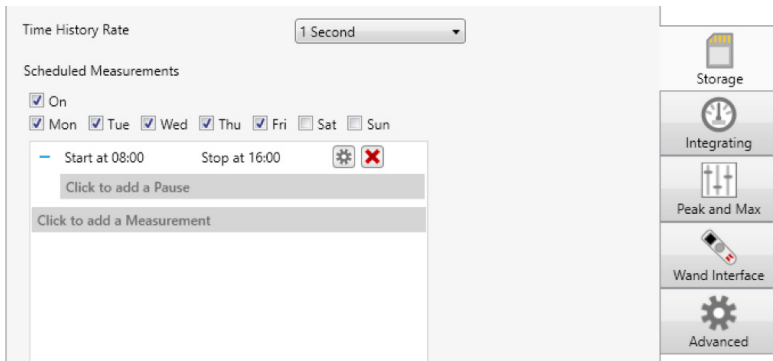 Time History Rate
1 Second
Scheduled Measurements
On
Mon Tue Wed Thu Fri Sat Sun
Start at 08:00 Stop at 16:00
Click to add a Pause
Click to add a Measurement
Storage
Integrating
Peak and Max
Wand Interface
Advanced